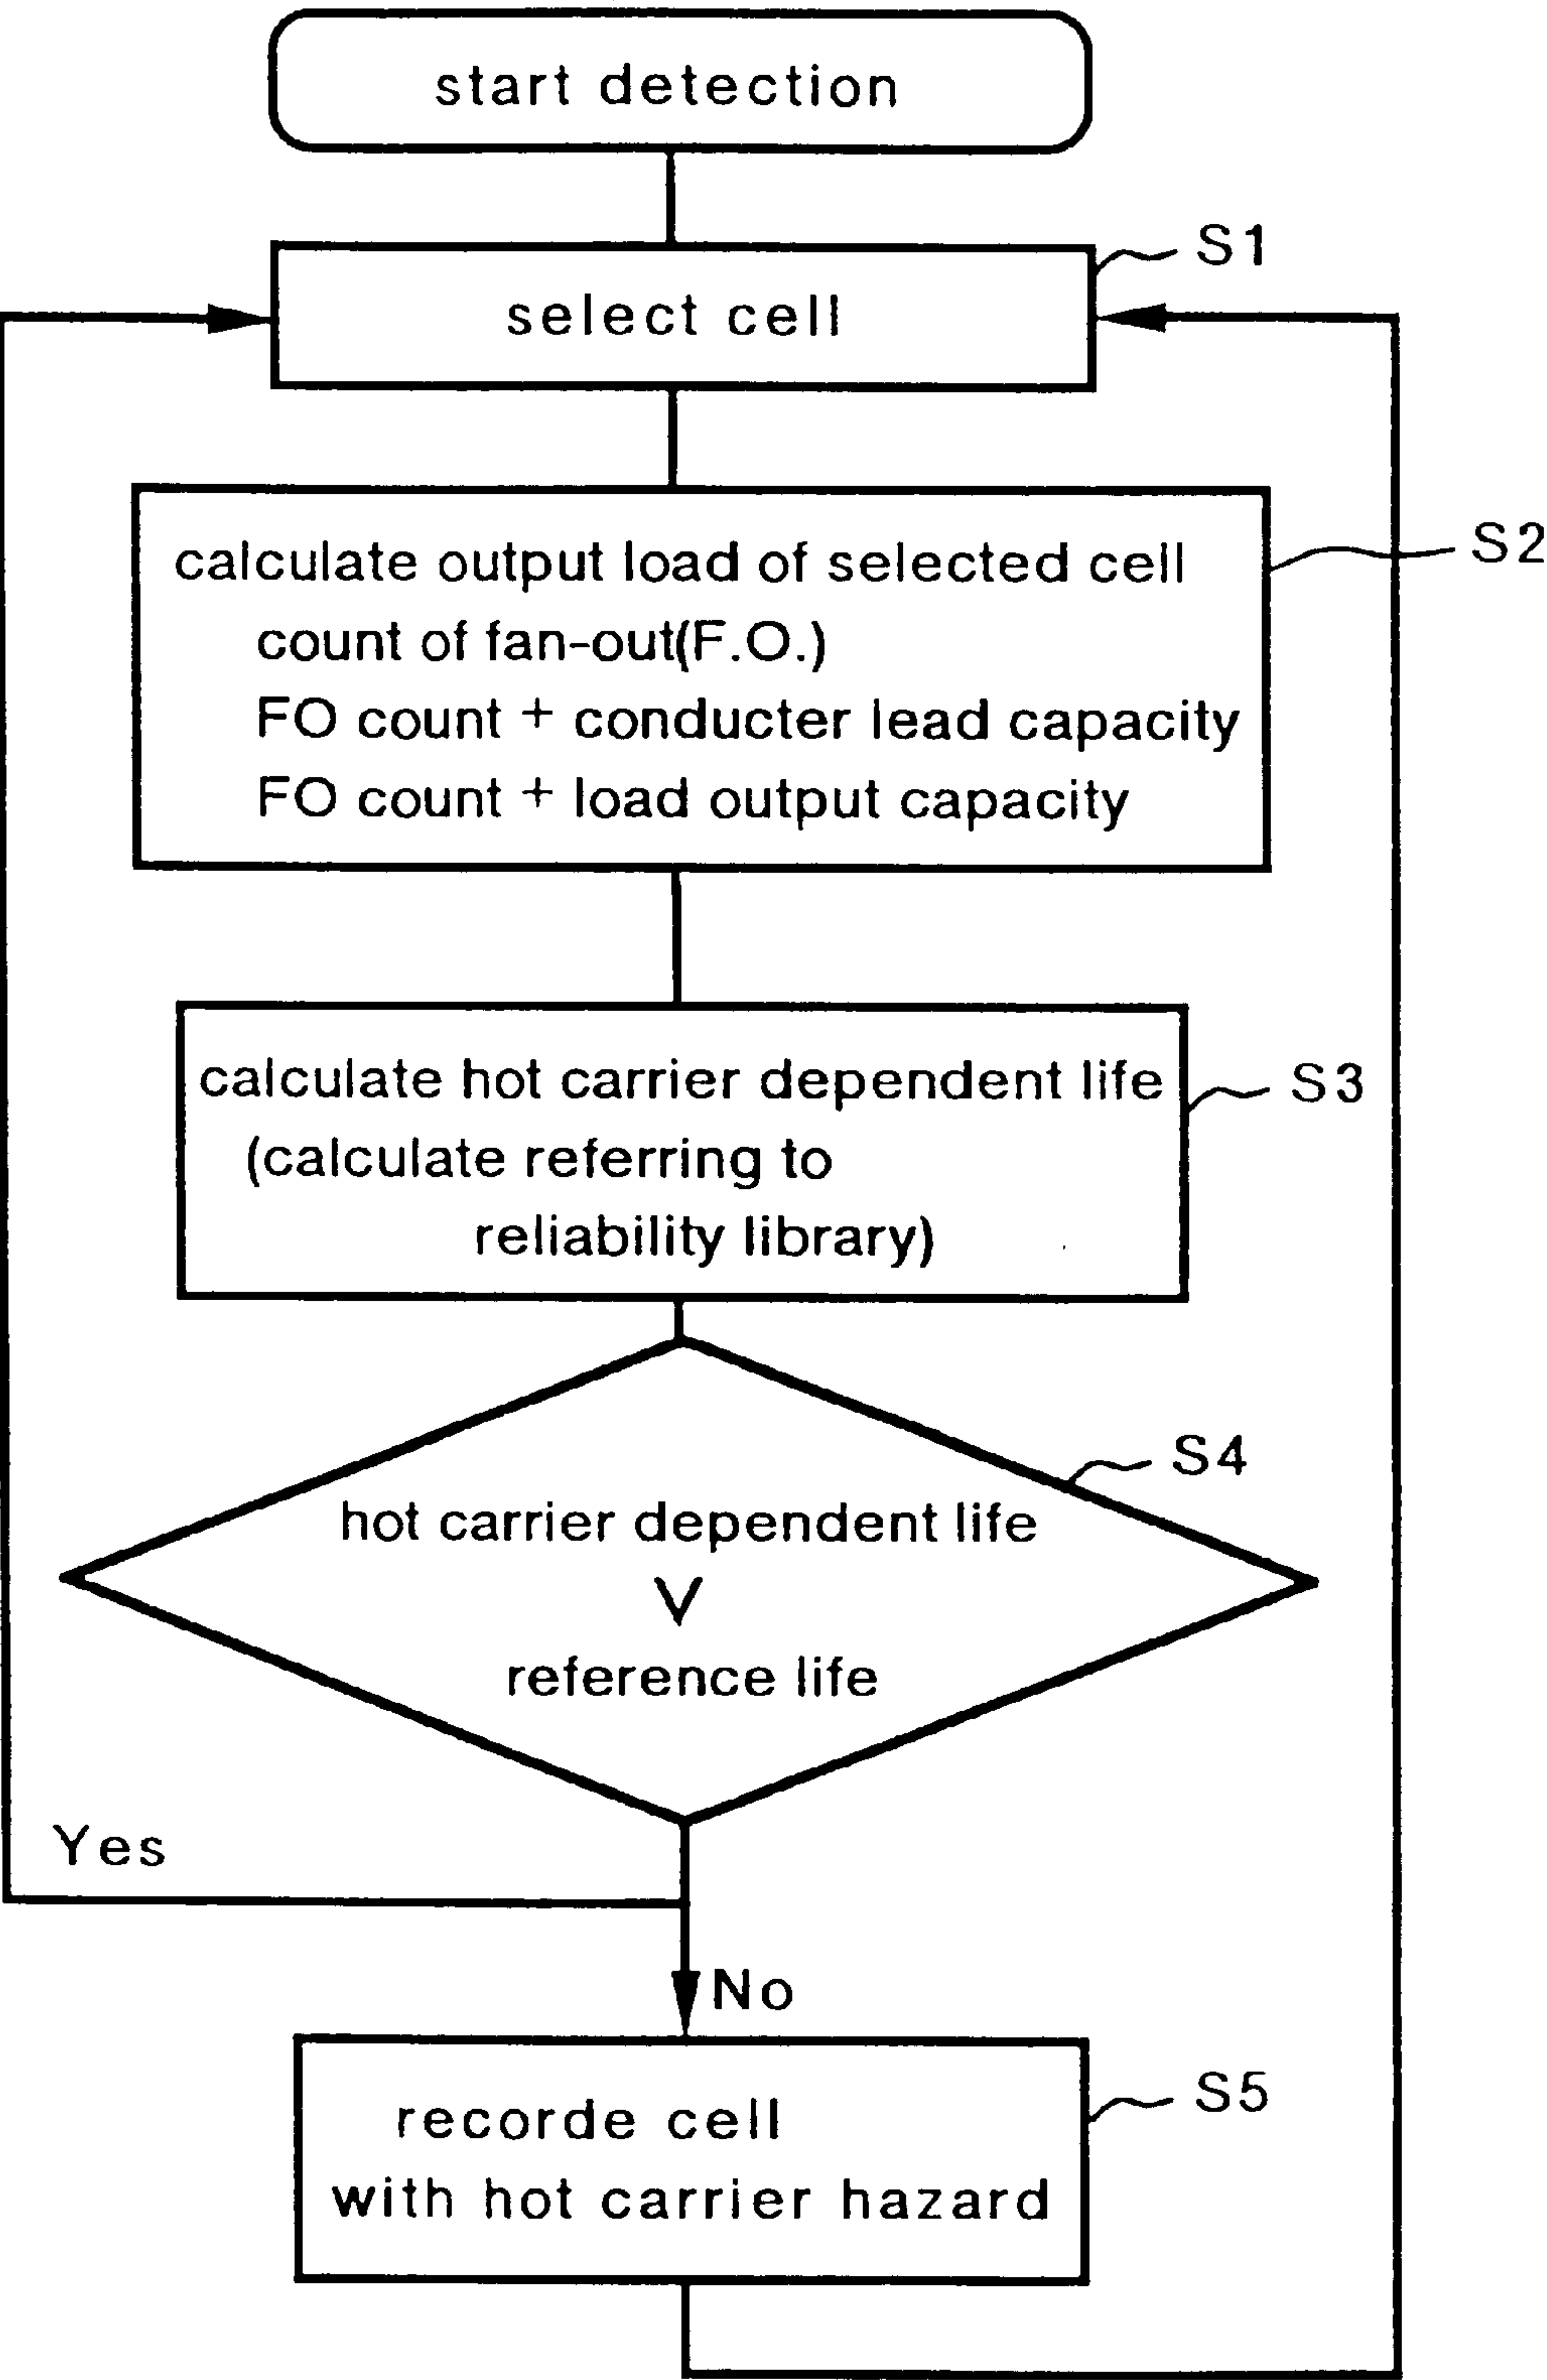 start detection
S1
select cell
S2
calculate output load of selected cell
count of fan-out(F.O.)
FO count + conducter lead capacity
FO count + load output capacity
calculate hot carrier dependent life
S3
(calculate referring to
reliability library)
S4
hot carrier dependent life
V
reference life
Yes
No
S5
recorde cell
with hot carrier hazard